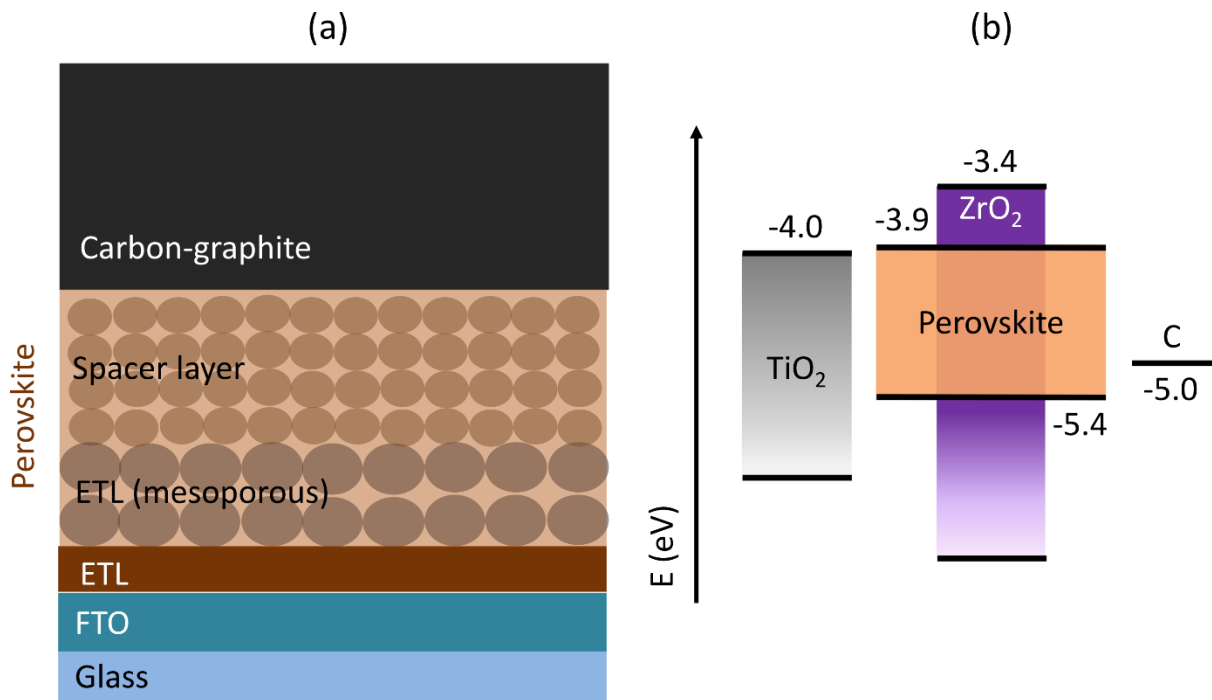 (a)
Carbon-graphite
Spacer layer
ETL (mesoporous)
ETL
FTO
Glass
Perovskite
(b)
E (eV)
-4.0
TiO₂
-3.9
-3.4
ZrO₂
Perovskite
-5.4
C
-5.0